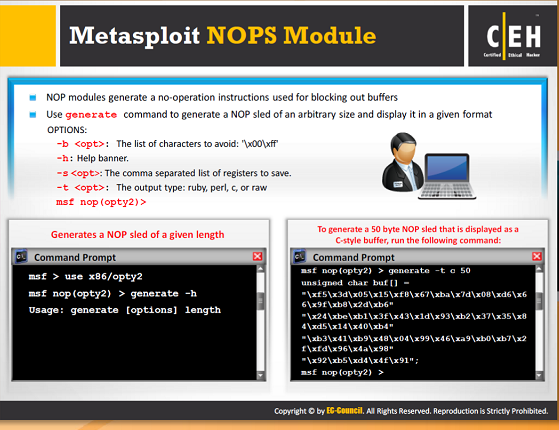 Metasploit NOPS Module
CEH
Certified Ethical Hacker
NOP modules generate a no-operation instructions used for blocking out buffers
Use generate command to generate a NOP sled of an arbitrary size and display it in a given format
OPTIONS:
-b <opt>: The list of characters to avoid: '\x00\xff'
-h: Help banner.
-s <opt>: The comma separated list of registers to save.
-t <opt>: The output type: ruby, perl, c, or raw
msf nop(opty2)>
Generates a NOP sled of a given length
Command Prompt
msf > use x86/opty2
msf nop(opty2) > generate -h
Usage: generate [options] length
To generate a 50 byte NOP sled that is displayed as a
C-style buffer, run the following command:
Command Prompt
msf nop(opty2) > generate -t c 50
unsigned char buf[] =
"\xf5\x3d\x05\x15\xf8\x67\xba\x7d\x08\xd6\x6
6\x9f\xb8\x2d\xb6"
"\x24\xbe\xb1\x3f\x43\x1d\x93\xb2\x37\x35\x8
4\xd5\x14\x40\xb4"
"\xb3\x41\xb9\x48\x04\x99\x46\xa9\xb0\xb7\x2
f\xfd\x96\x4a\x98"
"\x92\xb5\xd4\x4f\x91";
msf nop(opty2) >
Copyright © by EC-Council. All Rights Reserved. Reproduction is Strictly Prohibited.